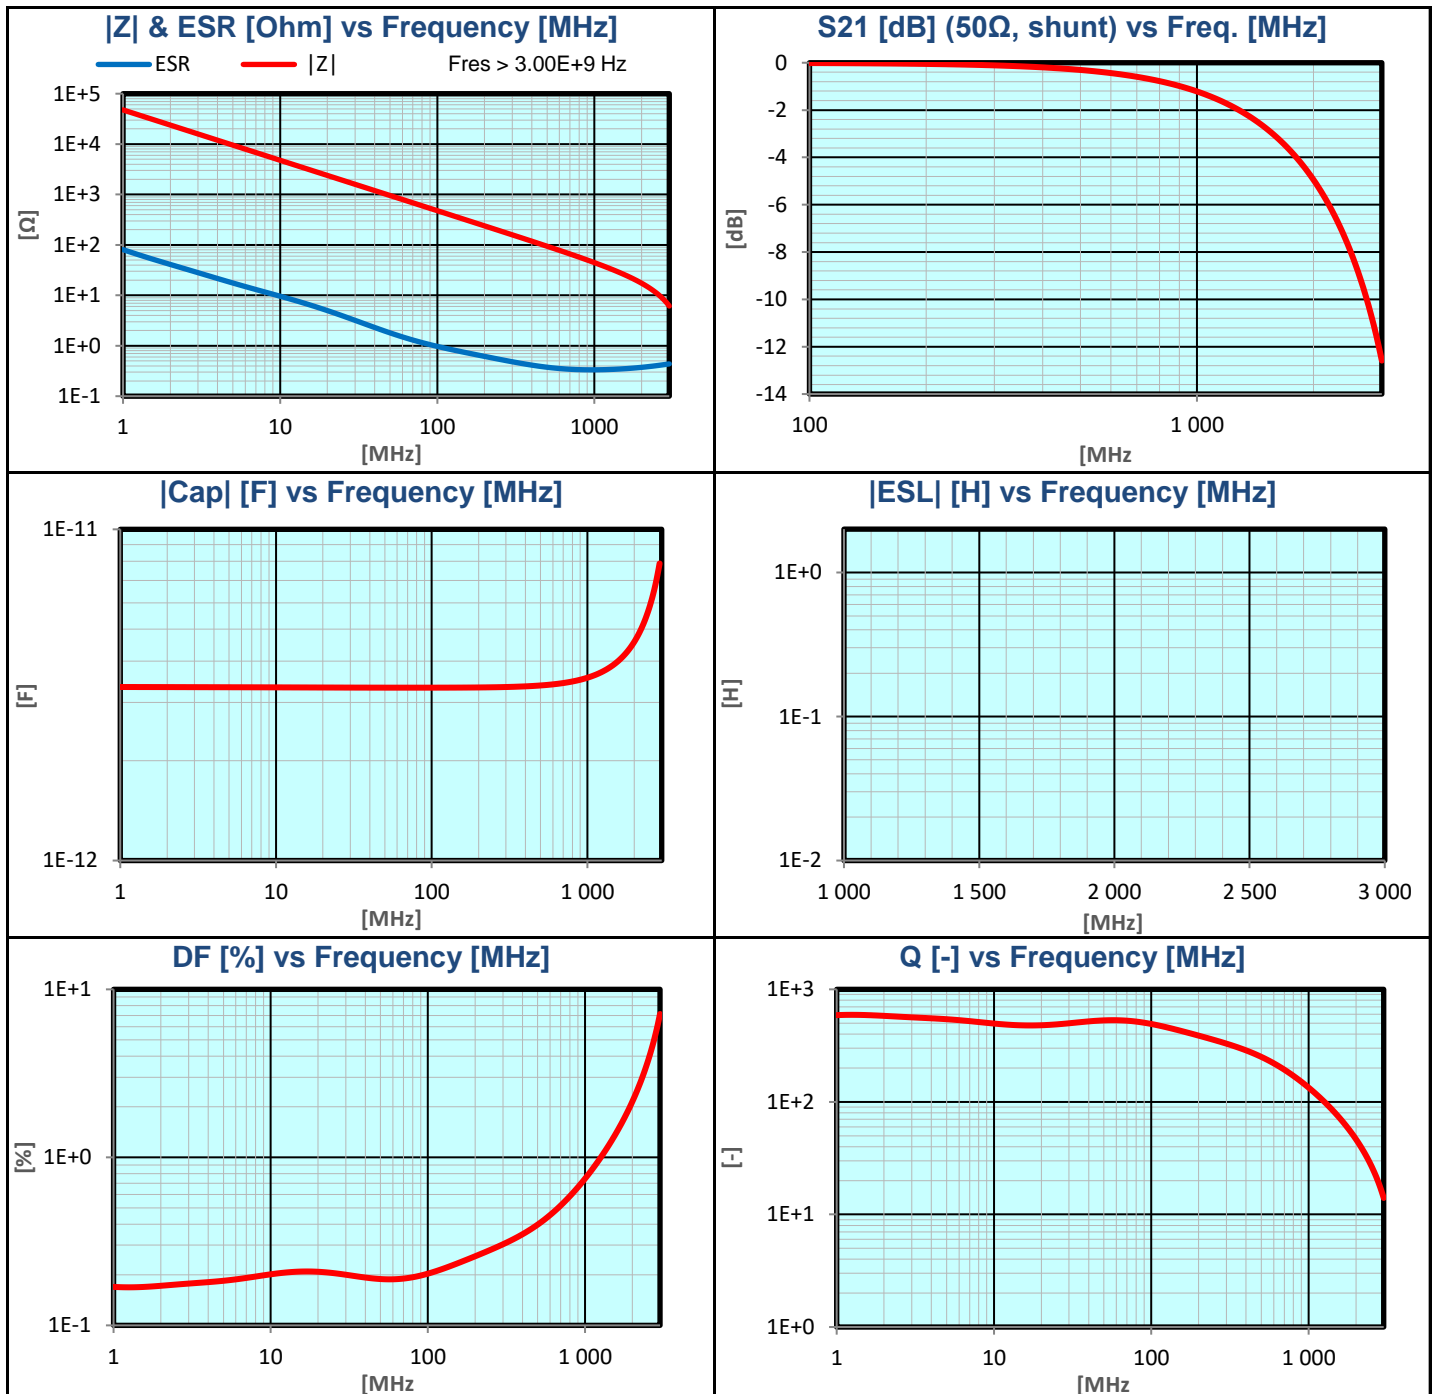 |Z| & ESR [Ohm] vs Frequency [MHz]
ESR |Z| Fres > 3.00E+9 Hz
1E+5
1E+4
1E+3
1E+2
1E+1
1E+0
1E-1
[Ω]
1 10 100 1000
[MHz]
S21 [dB] (50Ω, shunt) vs Freq. [MHz]
0
-2
-4
-6
-8
-10
-12
-14
[dB]
100 1 000
[MHz
|Cap| [F] vs Frequency [MHz]
1E-11
[F]
1E-12
1 10 100 1 000
[MHz]
|ESL| [H] vs Frequency [MHz]
1E+0
[H]
1E-1
1E-2
1 000 1 500 2 000 2 500 3 000
[MHz]
DF [%] vs Frequency [MHz]
1E+1
1E+0
[%]
1E-1
1 10 100 1 000
[MHz
Q [-] vs Frequency [MHz]
1E+3
1E+2
[-]
1E+1
1E+0
1 10 100 1 000
[MHz